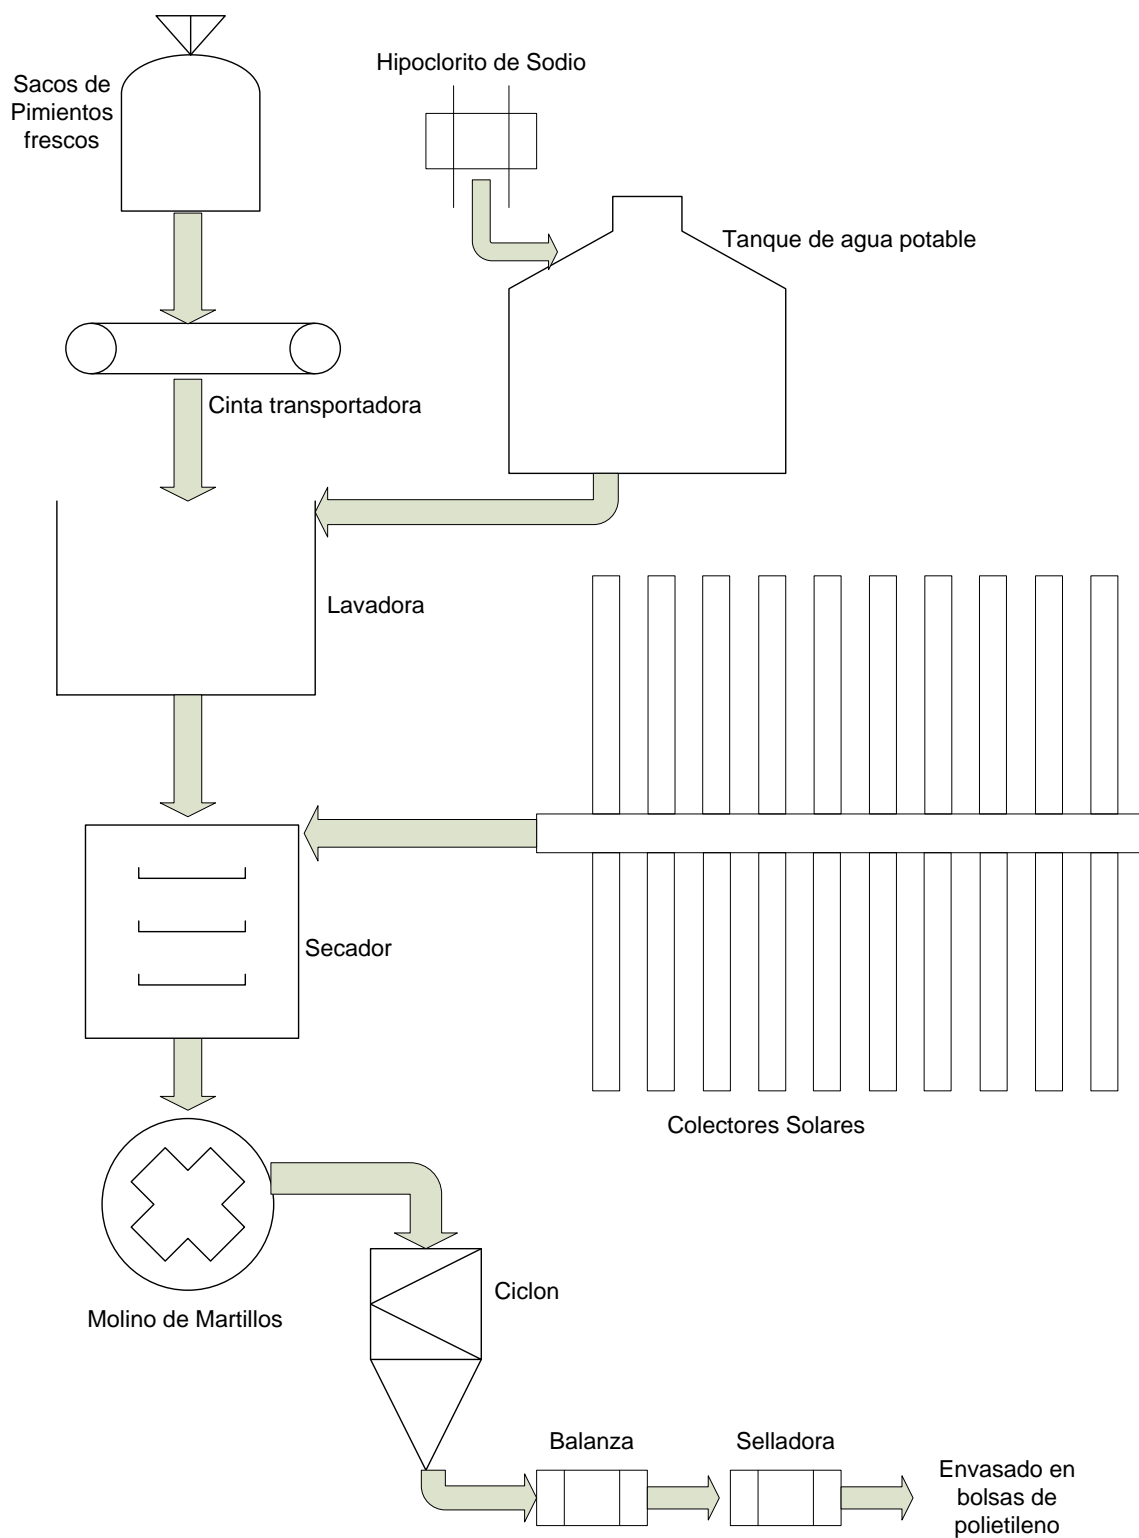 Sacos de
Pimientos
frescos
Hipoclorito de Sodio
Tanque de agua potable
Cinta transportadora
Lavadora
Secador
Colectores Solares
Molino de Martillos
Ciclon
Balanza
Selladora
Envasado en
bolsas de
polietileno